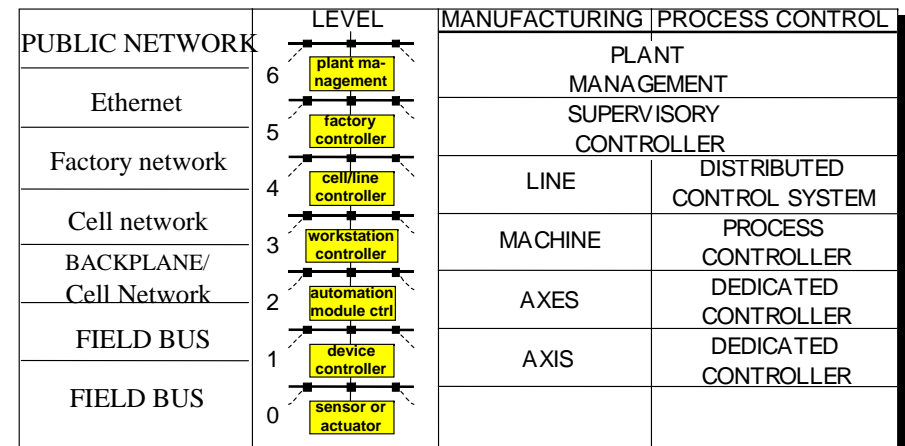 LEVEL MANUFACTURING PROCESS CONTROL
PUBLIC NETWORK
6
plant ma-
nagement
PLANT
MANAGEMENT
Ethernet
5
factory
controller
SUPERVISORY
CONTROLLER
Factory network
4
cell/line
controller
LINE
DISTRIBUTED
CONTROL SYSTEM
Cell network
3
workstation
controller
MACHINE
PROCESS
CONTROLLER
BACKPLANE/
Cell Network
2
automation
module ctrl
AXES
DEDICATED
CONTROLLER
FIELD BUS
1
device
controller
AXIS
DEDICATED
CONTROLLER
FIELD BUS
0
sensor or
actuator